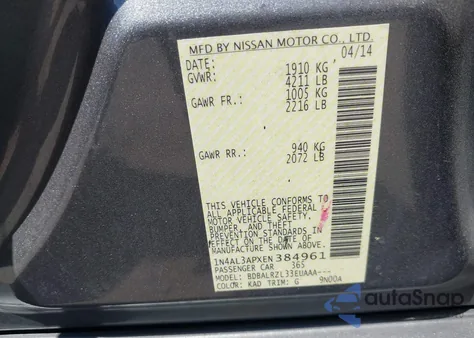 MFD BY NISSAN MOTOR CO., LTD.
DATE: 04/14
GVWR: 1910 KG
4211 LB
GAWR FR: 1005 KG
2216 LB
GAWR RR: 940 KG
2072 LB
THIS VEHICLE CONFORMS TO
ALL APPLICABLE FEDERAL
MOTOR VEHICLE SAFETY,
BUMPER, AND THEFT
PREVENTION STANDARDS IN
EFFECT ON THE DATE OF
MANUFACTURE SHOWN ABOVE.
1N4AL3APXEN384961
PASSENGER CAR 365
MODEL: BDBALRZL33EUAAA---
COLOR: KAD TRIM: G 9N00A
autoSnap